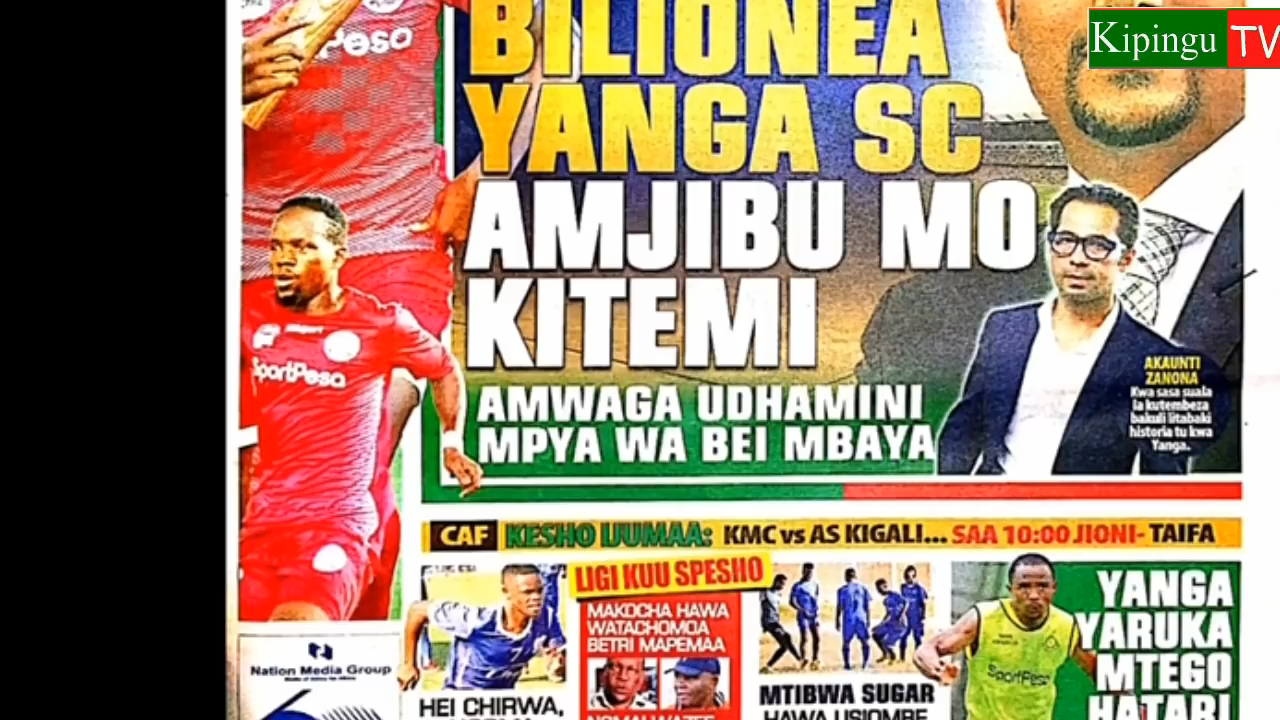 Kipingu TV
Pesa
BILIONEA
YANGA SC
AMJIBU MO
KITEMI
AMWAGA UDHAMINI
MPYA WA BEI MBAYA
AKAUNTI
ZANONA
Kwa sasa suala
la kutembeza
bakuli litabaki
historia tu kwa
Yanga.
SportPesa
CAF KESHO IJUMAA: KMC vs AS KIGALI... SAA 10:00 JIONI- TAIFA
LIGI KUU SPESHO
MAKOCHA HAWA
WATACHOMOA
BETRI MAPEMAA
YANGA
YARUKA
MTEGO
HATARI
SportPesa
Nation Media Group
HEI CHIRWA,
MTIBWA SUGAR
HAWA USIOMBE